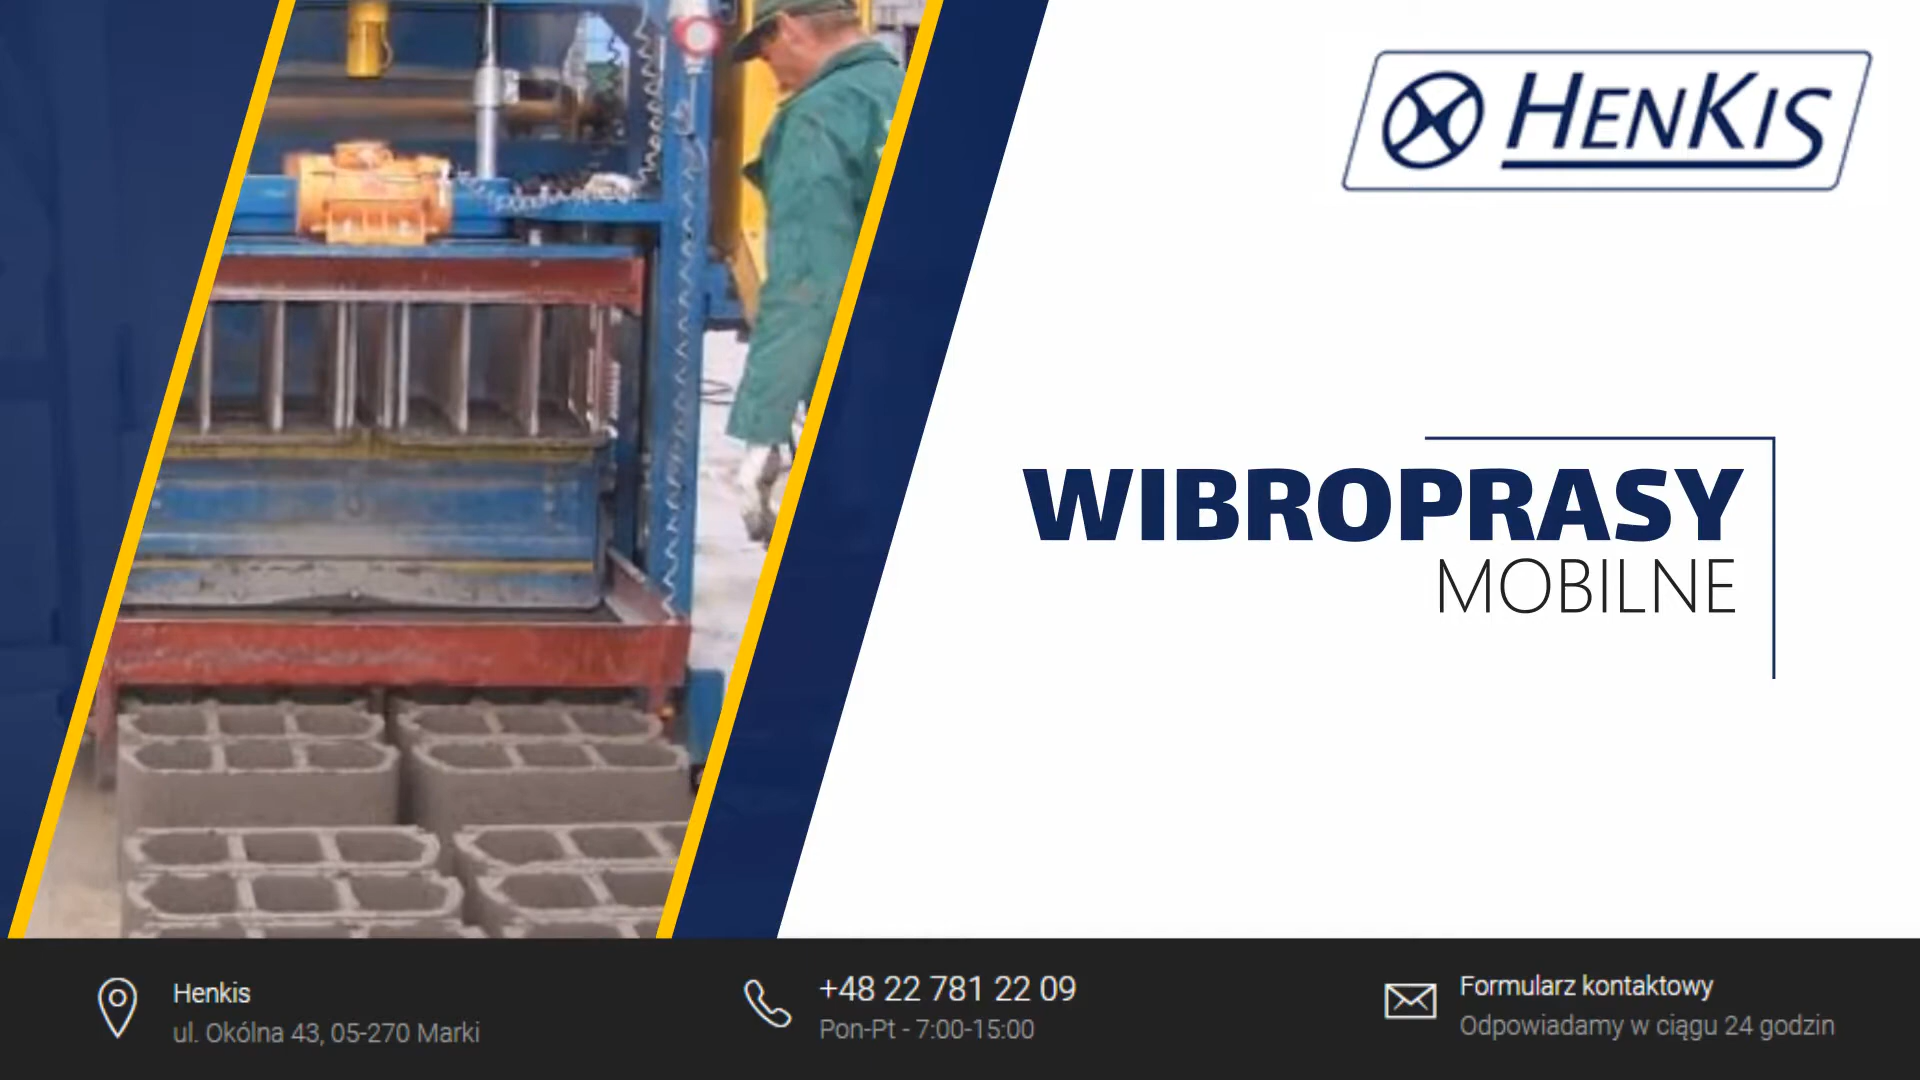 HENKIS
WIBROPRASY
MOBILNE
Henkis
ul. Okólna 43, 05-270 Marki
+48 22 781 22 09
Pon-Pt - 7:00-15:00
Formularz kontaktowy
Odpowiadamy w ciągu 24 godzin